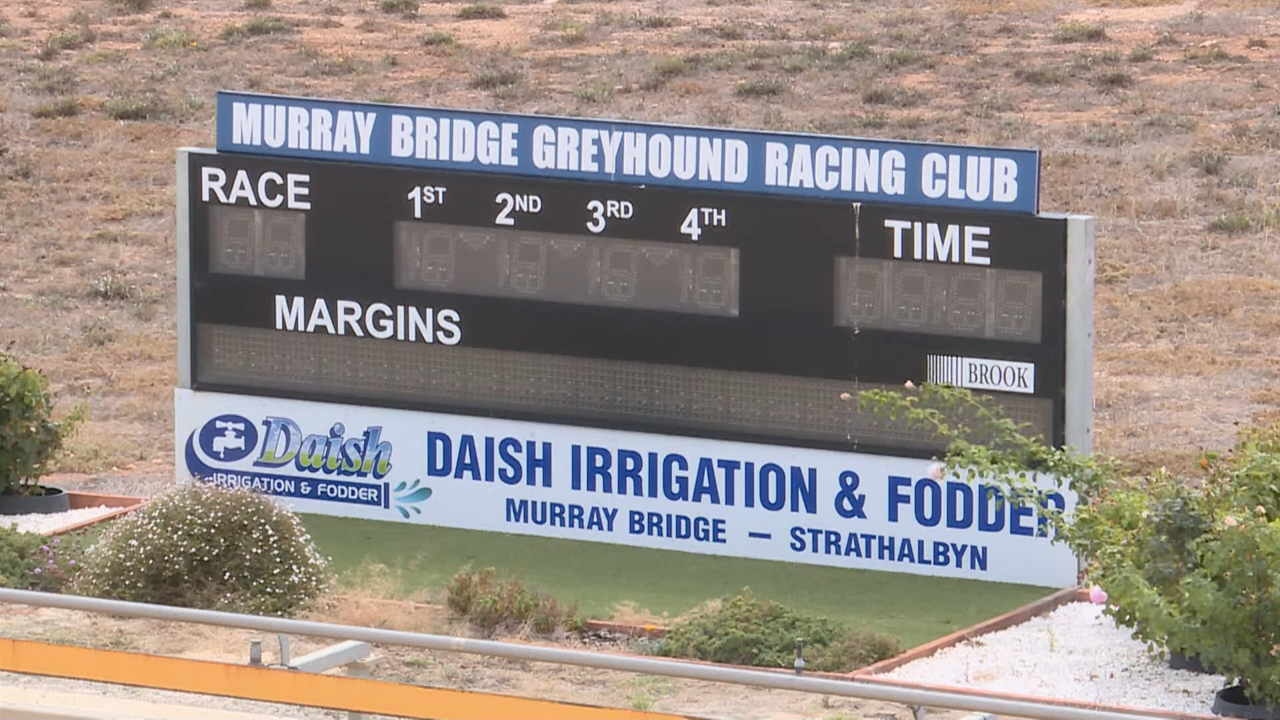 MURRAY BRIDGE GREYHOUND RACING CLUB
RACE 1ST 2ND 3RD 4TH TIME
MARGINS
BROOK
Daish
IRRIGATION & FODDER
DAISH IRRIGATION & FODDER
MURRAY BRIDGE – STRATHALBYN